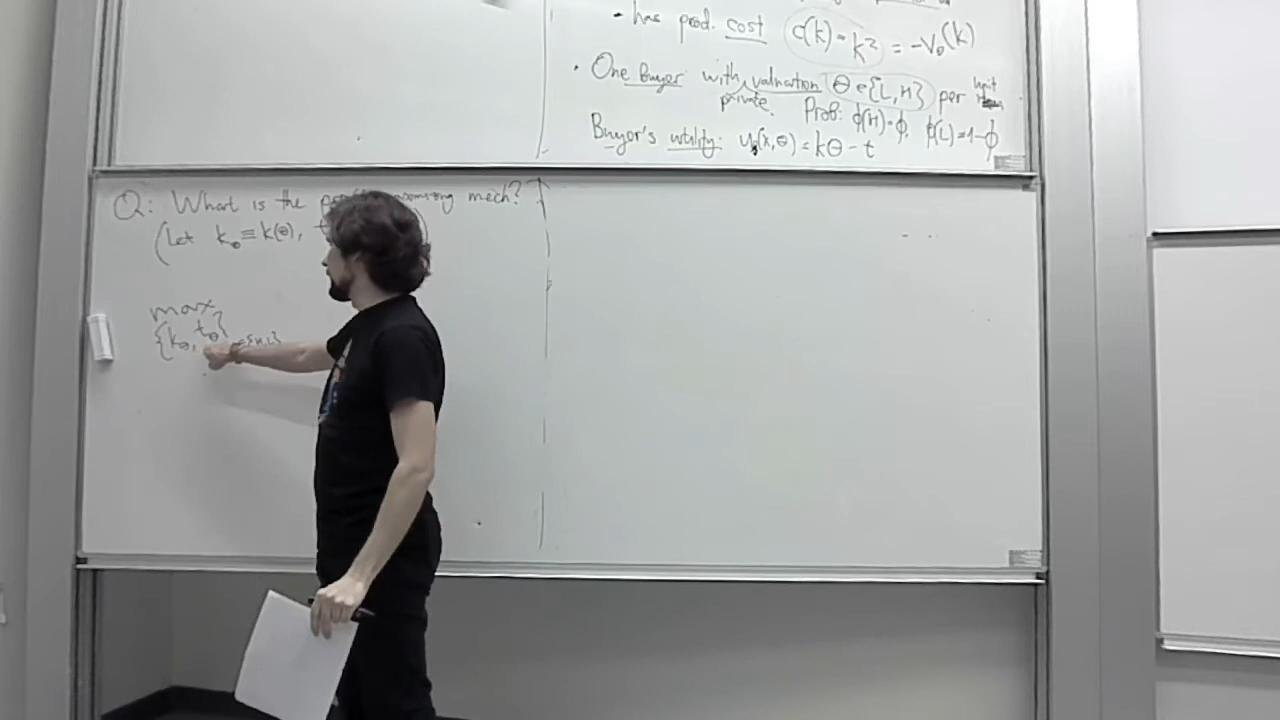 - has prod. cost c(k) = k² = -V₀(k)
• One Buyer with valuation θ ∈ {L, H} per unit
private Prob: ϕ(H) = ϕ, ϕ(L) = 1-ϕ
Buyer's utility: (x, θ) = kθ - t
Q: What is the mech?
(Let k_θ ≡ k(θ), t
max
{k_θ, t_θ}